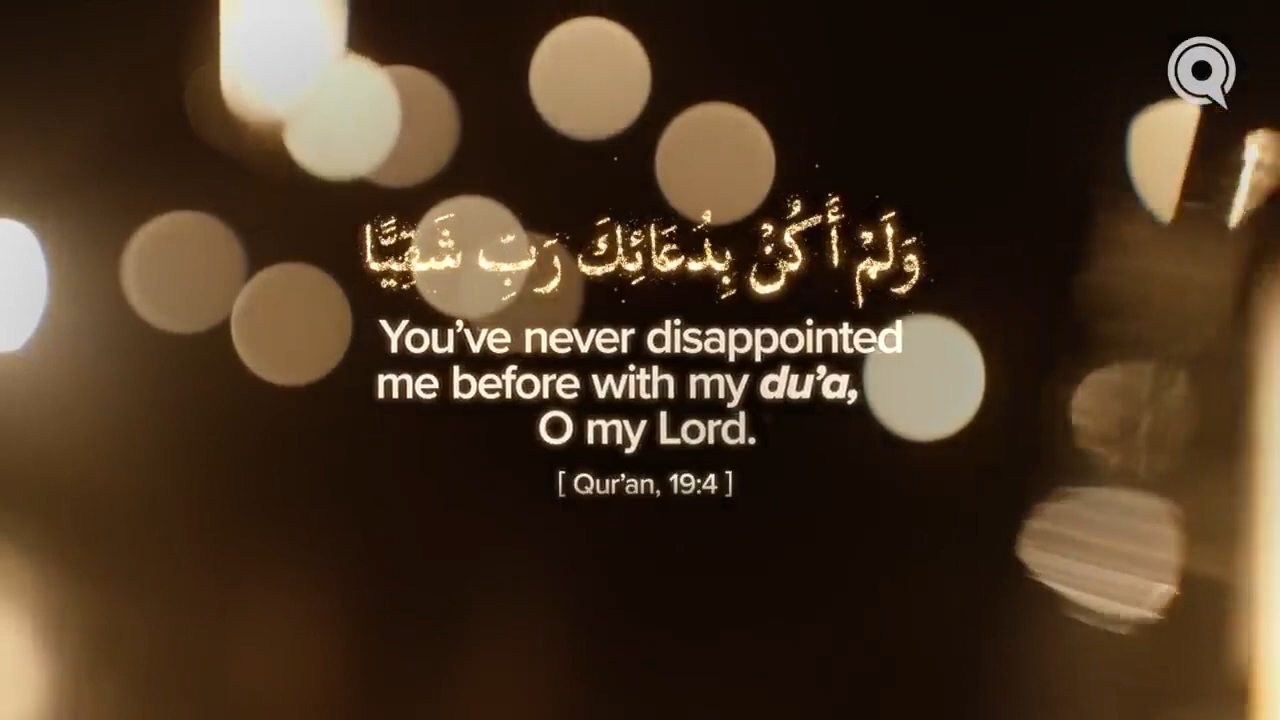 وَلَمْ أَكُنْ بِدُعَائِكَ رَبِّ شَقِيًّا
You've never disappointed
me before with my du'a,
O my Lord.
[ Qur'an, 19:4 ]